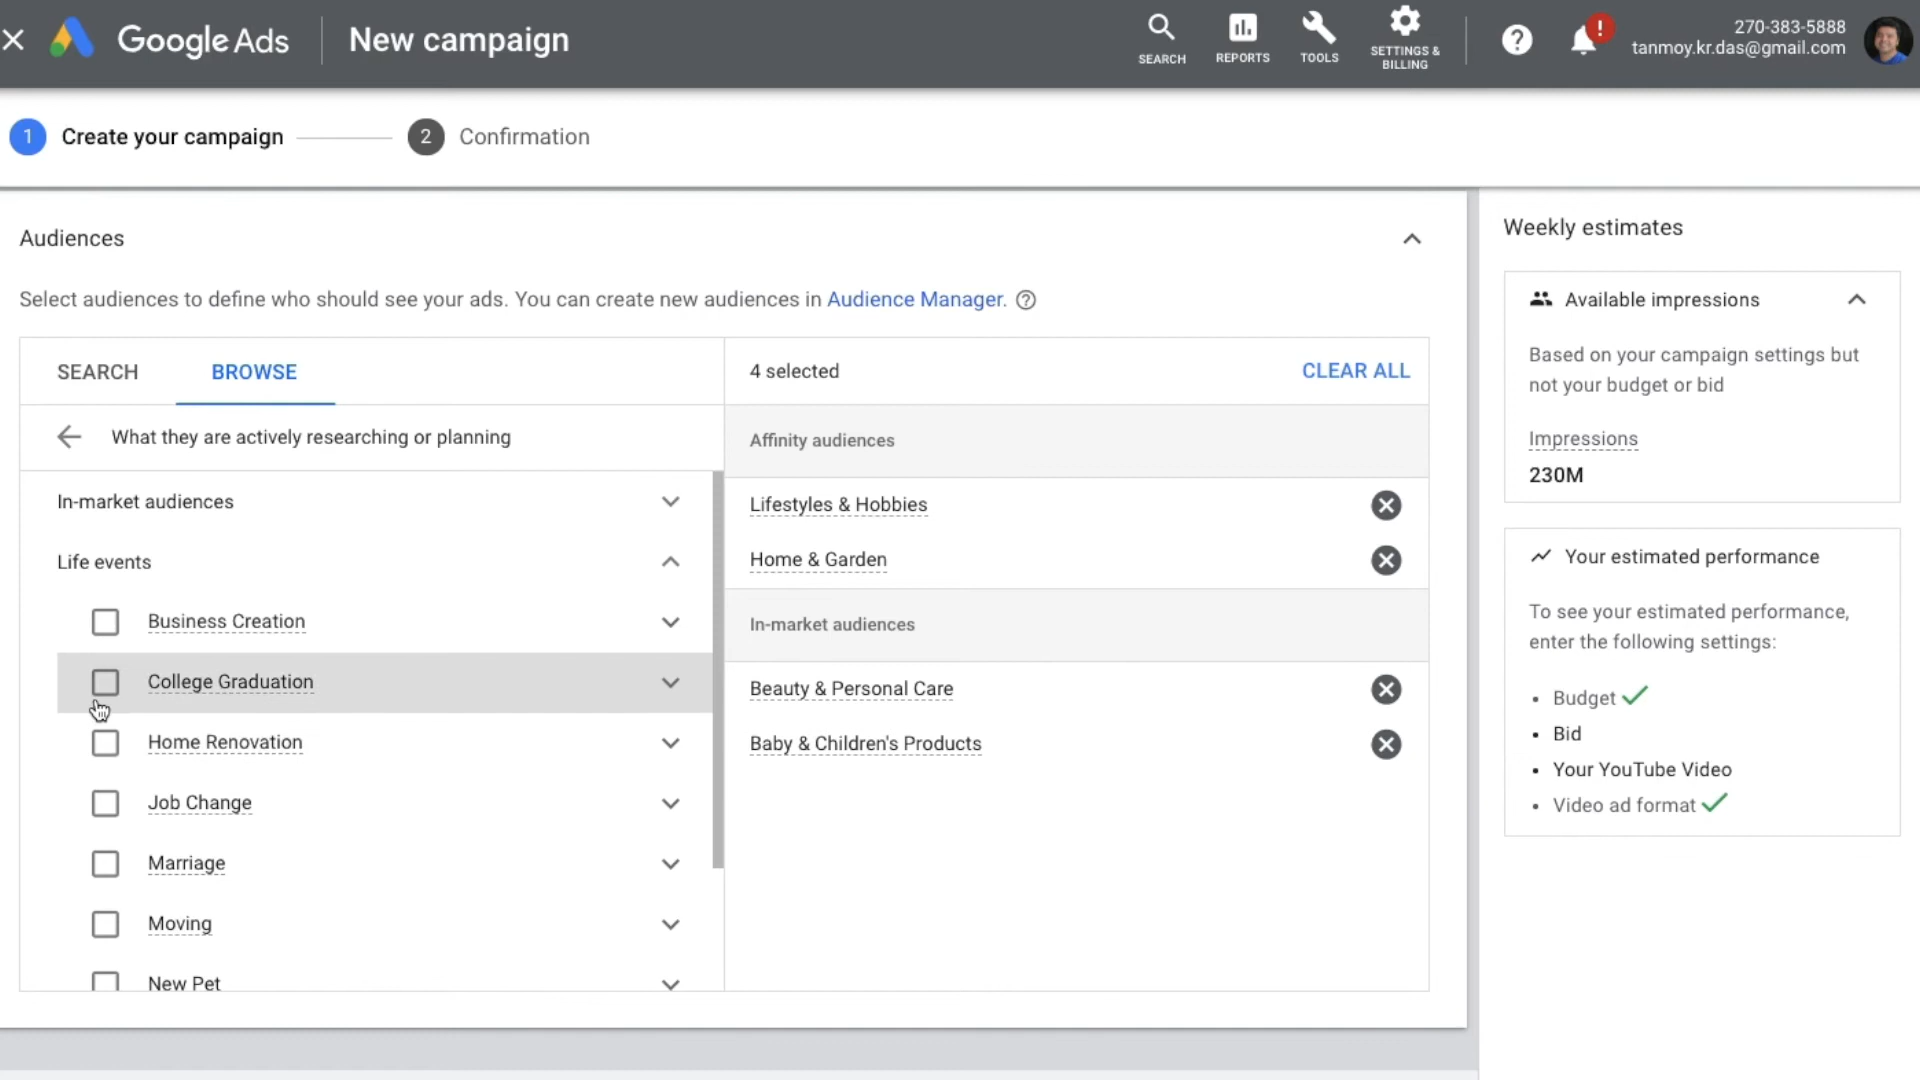 Google Ads
New campaign
SEARCH
REPORTS
TOOLS
SETTINGS &
BILLING
?
!
270-383-5888
tanmoy.kr.das@gmail.com
1 Create your campaign
2 Confirmation
Audiences
Select audiences to define who should see your ads. You can create new audiences in Audience Manager. ?
SEARCH
BROWSE
4 selected
CLEAR ALL
What they are actively researching or planning
In-market audiences
Life events
Business Creation
College Graduation
Home Renovation
Job Change
Marriage
Moving
New Pet
Affinity audiences
Lifestyles & Hobbies
Home & Garden
In-market audiences
Beauty & Personal Care
Baby & Children's Products
Weekly estimates
Available impressions
Based on your campaign settings but
not your budget or bid
Impressions
230M
Your estimated performance
To see your estimated performance,
enter the following settings:
• Budget
• Bid
• Your YouTube Video
• Video ad format